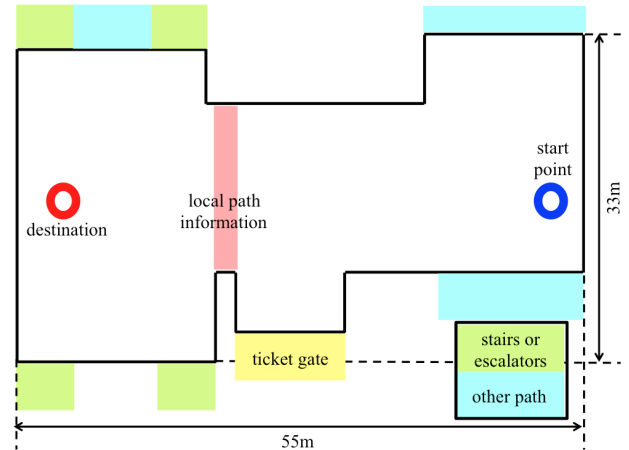 start
point
33m
local path
information
destination
ticket gate
stairs or
escalators
other path
55m